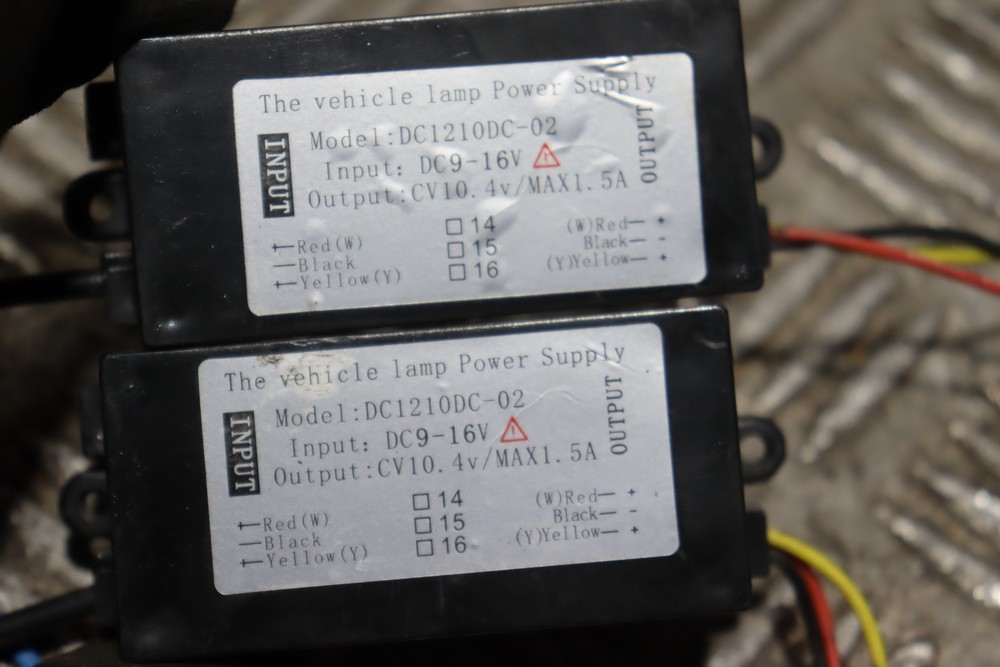 The vehicle lamp Power Supply
INPUT
Model:DC1210DC-02
Input: DC9-16V
Output:CV10.4v/MAX1.5A
OUTPUT
14
15
16
←Red(W)
—Black
←Yellow(Y)
(W)Red— +
Black— -
(Y)Yellow— +
The vehicle lamp Power Supply
INPUT
Model:DC1210DC-02
Input: DC9-16V
Output:CV10.4v/MAX1.5A
OUTPUT
14
15
16
←Red(W)
—Black
←Yellow(Y)
(W)Red— +
Black— -
(Y)Yellow— +